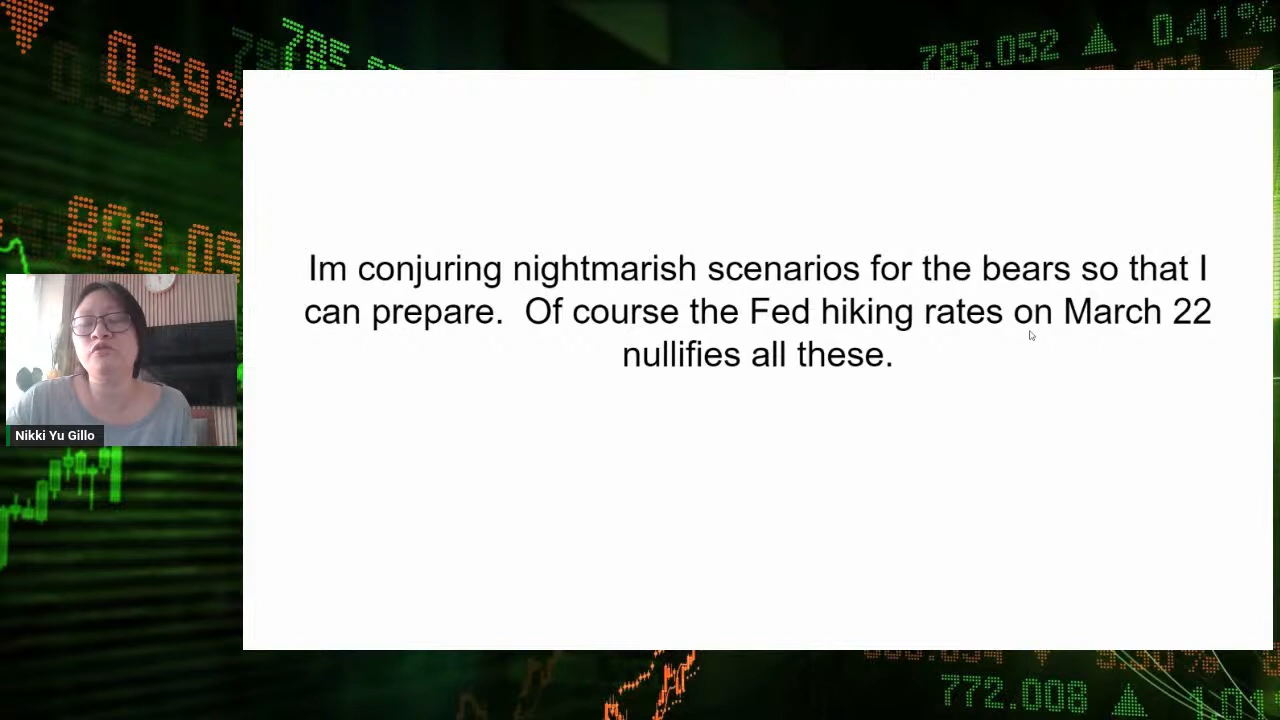 0.59%
785.052
0.41%
893.09
Im conjuring nightmarish scenarios for the bears so that I
can prepare.  Of course the Fed hiking rates on March 22
nullifies all these.
Nikki Yu Gillo
772.008